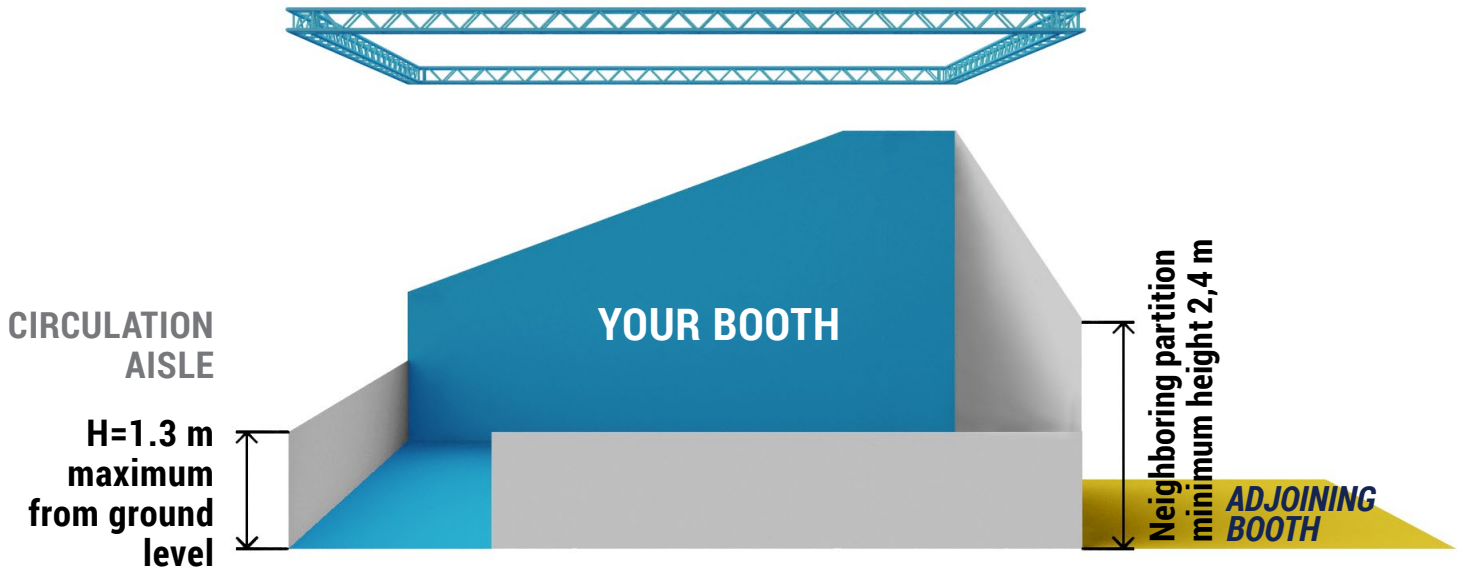 CIRCULATION
AISLE
H=1.3 m
maximum
from ground
level
YOUR BOOTH
Neighboring partition
minimum height 2,4 m
ADJOINING
BOOTH